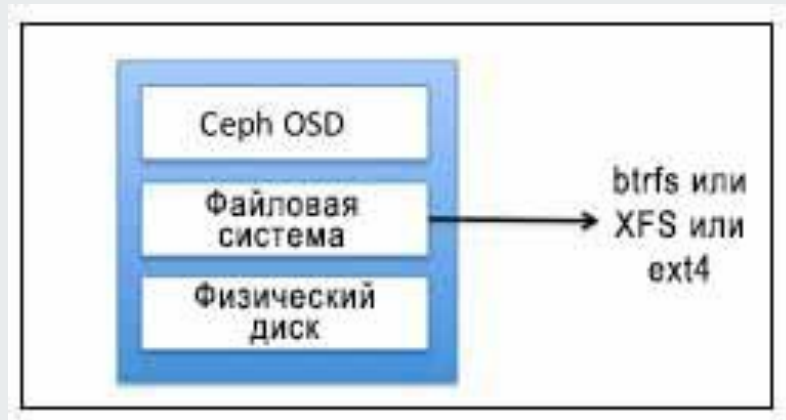 Ceph OSD
Файловая
система
Физический
диск
btrfs или
XFS или
ext4